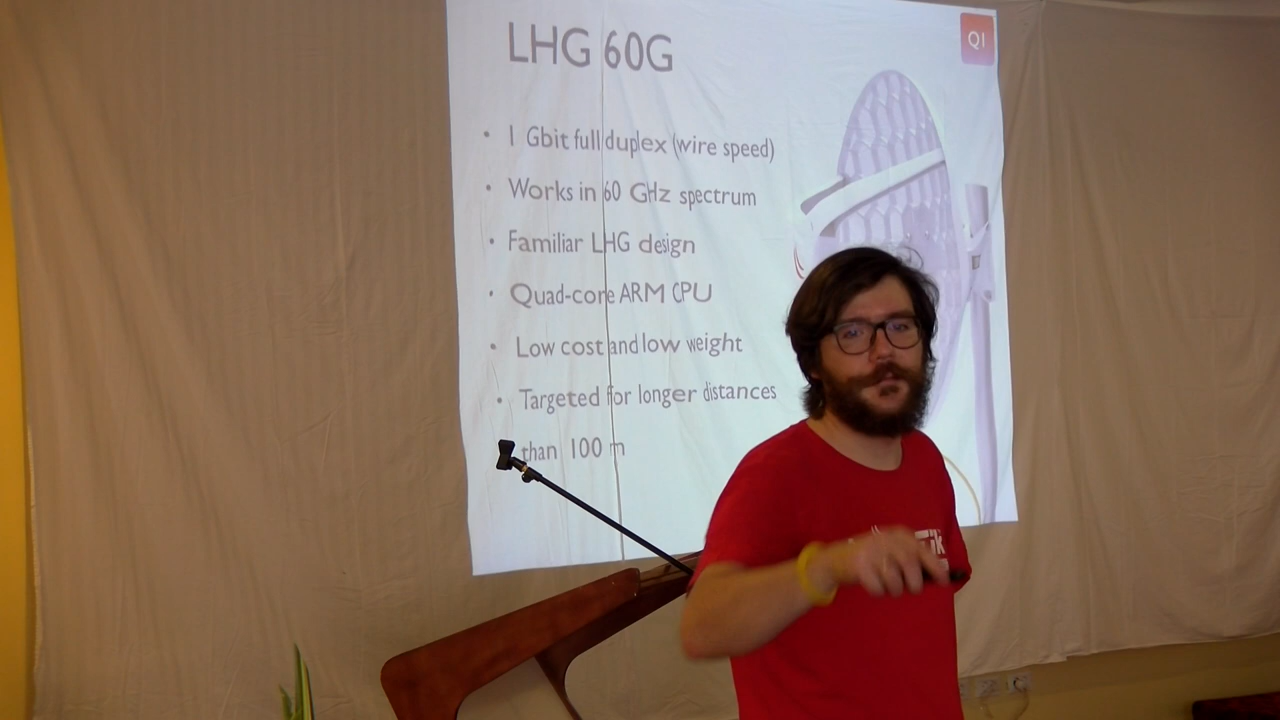 LHG 60G
Q1
• 1 Gbit full duplex (wire speed)
• Works in 60 GHz spectrum
• Familiar LHG design
• Quad-core ARM CPU
• Low cost and low weight
• Targeted for longer distances
than 100 m